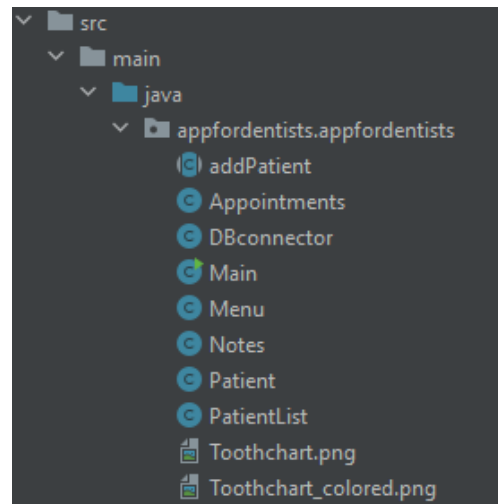 src
main
java
appfordentists.appfordentists
addPatient
Appointments
DBconnector
Main
Menu
Notes
Patient
PatientList
Toothchart.png
Toothchart_colored.png